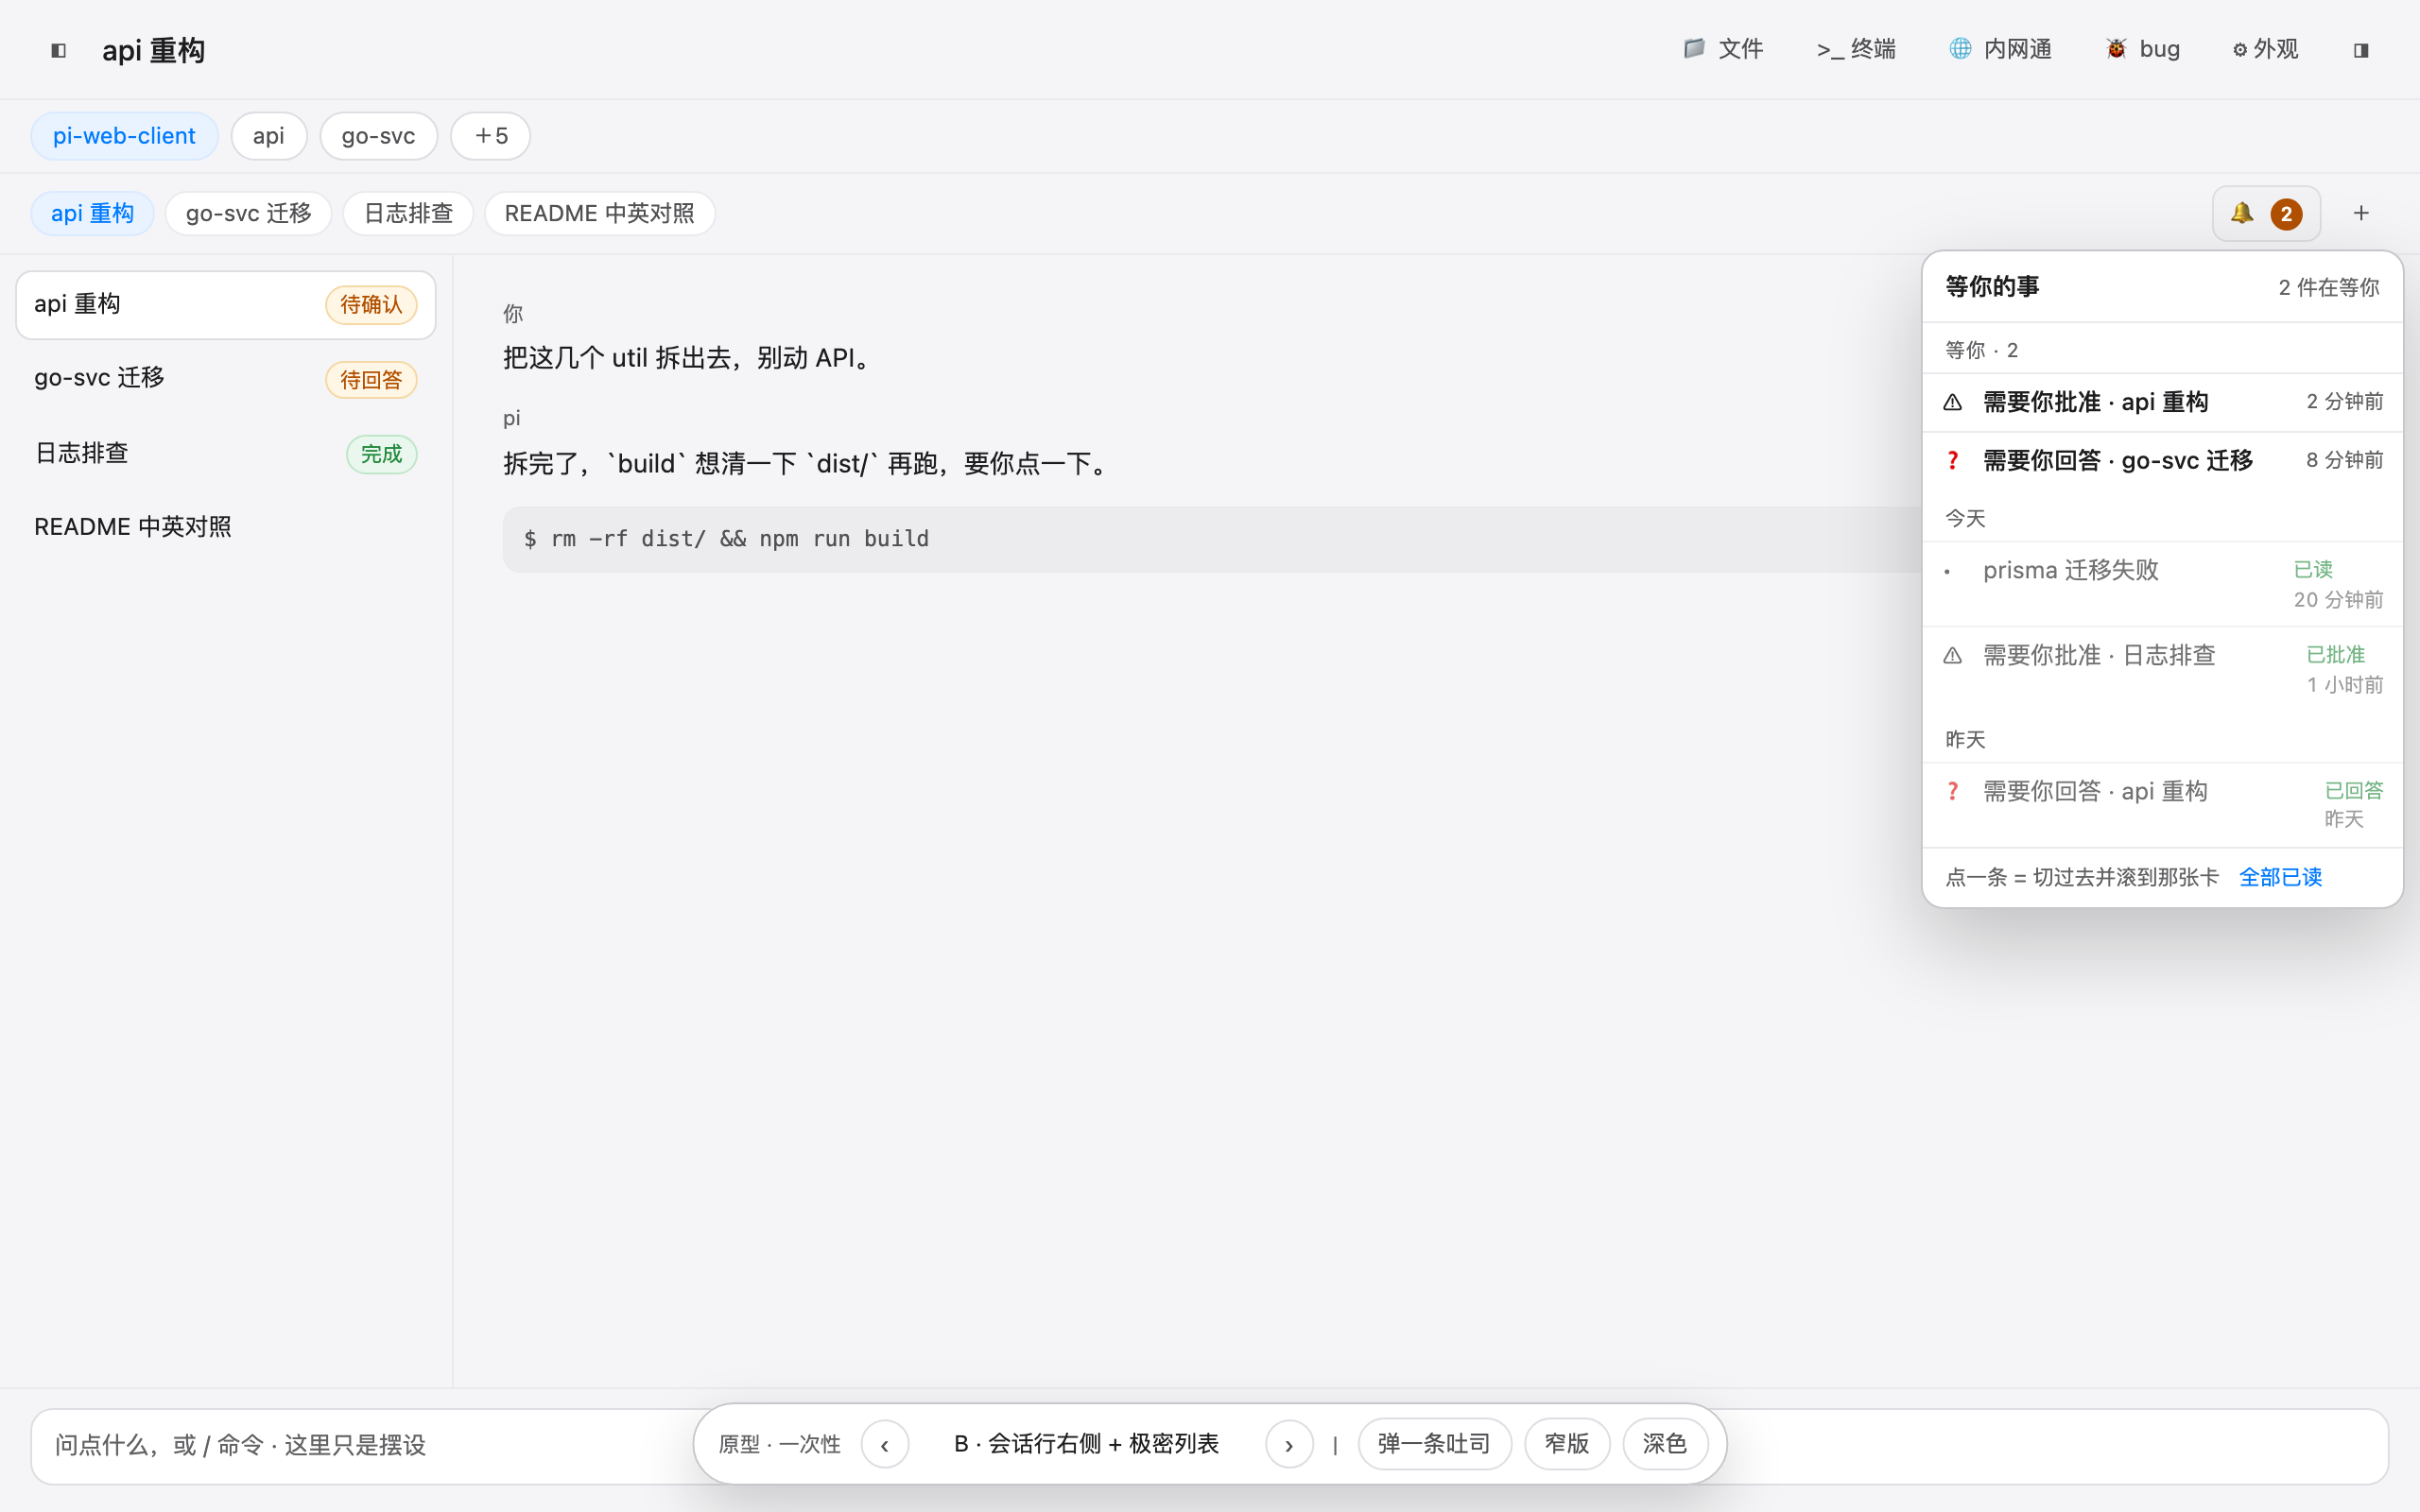 api 重构
文件
>_ 终端
内网通
bug
外观
pi-web-client
api
go-svc
+5
api 重构
go-svc 迁移
日志排查
README 中英对照
2
+
api 重构
待确认
go-svc 迁移
待回答
日志排查
完成
README 中英对照
你
把这几个 util 拆出去，别动 API。
pi
拆完了，`build` 想清一下 `dist/` 再跑，要你点一下。
$ rm -rf dist/ && npm run build
等你的事
2 件在等你
等你 · 2
需要你批准 · api 重构
2 分钟前
? 需要你回答 · go-svc 迁移
8 分钟前
今天
• prisma 迁移失败
已读
20 分钟前
需要你批准 · 日志排查
已批准
1 小时前
昨天
? 需要你回答 · api 重构
已回答
昨天
点一条 = 切过去并滚到那张卡
全部已读
问点什么，或 / 命令 · 这里只是摆设
原型 · 一次性
‹
B · 会话行右侧 + 极密列表
›
|
弹一条吐司
窄版
深色